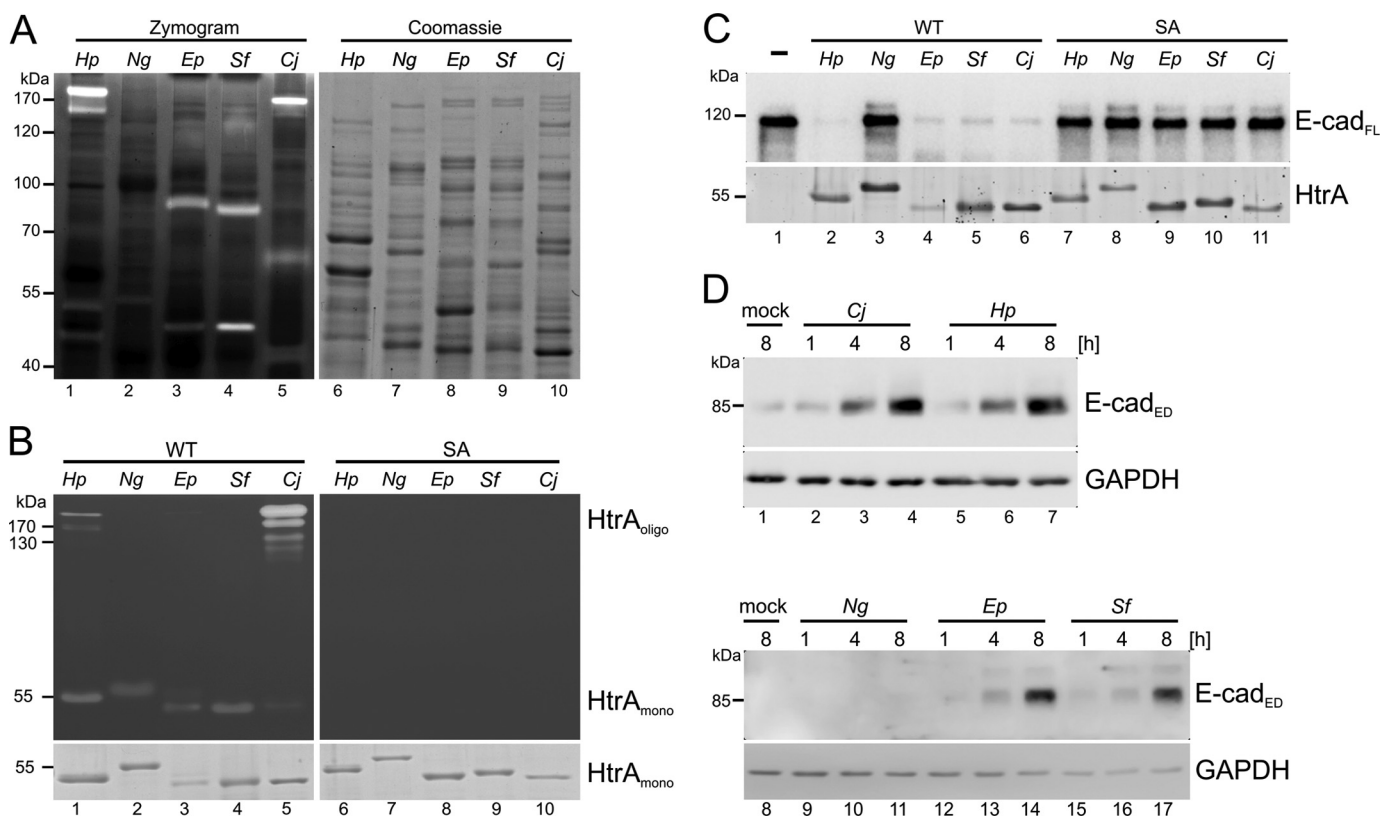 A
Zymogram Coomassie
Hp Ng Ep Sf Cj Hp Ng Ep Sf Cj
kDa
170
120
100
70
55
40
1 2 3 4 5 6 7 8 9 10
B
WT SA
Hp Ng Ep Sf Cj Hp Ng Ep Sf Cj
kDa
170
130
HtrAoligo
55
HtrAmono
55
HtrAmono
1 2 3 4 5 6 7 8 9 10
C
WT SA
– Hp Ng Ep Sf Cj Hp Ng Ep Sf Cj
kDa
120
E-cadFL
55
HtrA
1 2 3 4 5 6 7 8 9 10 11
D
mock Cj Hp
8 1 4 8 1 4 8 [h]
kDa
85
E-cadED
GAPDH
1 2 3 4 5 6 7
mock Ng Ep Sf
8 1 4 8 1 4 8 1 4 8 [h]
kDa
85
E-cadED
GAPDH
8 9 10 11 12 13 14 15 16 17